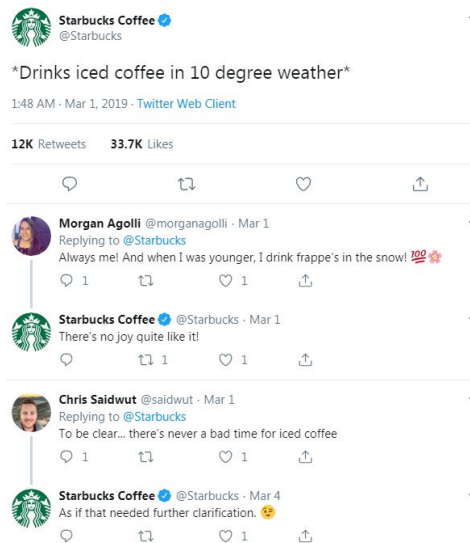 Starbucks Coffee
@Starbucks
*Drinks iced coffee in 10 degree weather*
1:48 AM · Mar 1, 2019 · Twitter Web Client
12K Retweets 33.7K Likes
Morgan Agolli @morganagolli · Mar 1
Replying to @Starbucks
Always me! And when I was younger, I drink frappe's in the snow! 💯🌸
1 1
Starbucks Coffee @Starbucks · Mar 1
There's no joy quite like it!
1 1
Chris Saidwut @saidwut · Mar 1
Replying to @Starbucks
To be clear... there's never a bad time for iced coffee
1 1
Starbucks Coffee @Starbucks · Mar 4
As if that needed further clarification. 😉
1